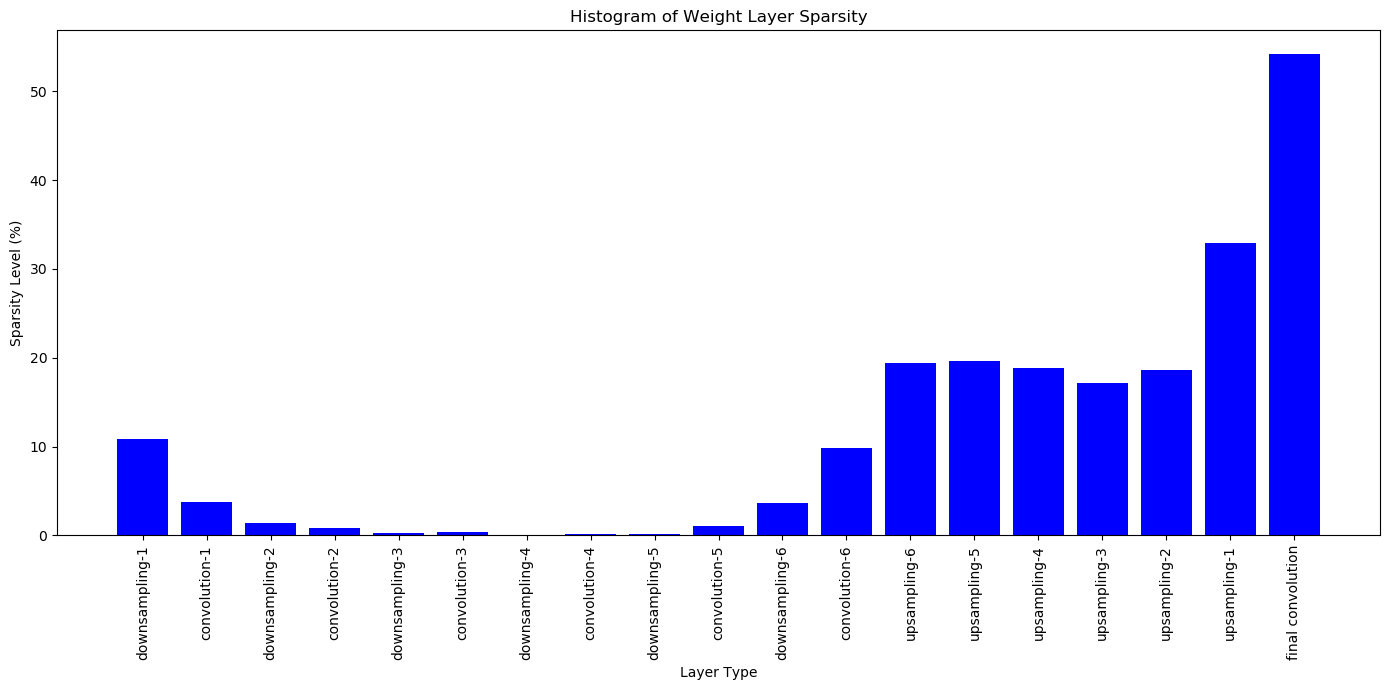 Histogram of Weight Layer Sparsity
Sparsity Level (%)
50
40
30
20
10
0
downsampling-1
convolution-1
downsampling-2
convolution-2
downsampling-3
convolution-3
downsampling-4
convolution-4
downsampling-5
convolution-5
downsampling-6
convolution-6
upsampling-6
upsampling-5
upsampling-4
upsampling-3
upsampling-2
upsampling-1
final convolution
Layer Type